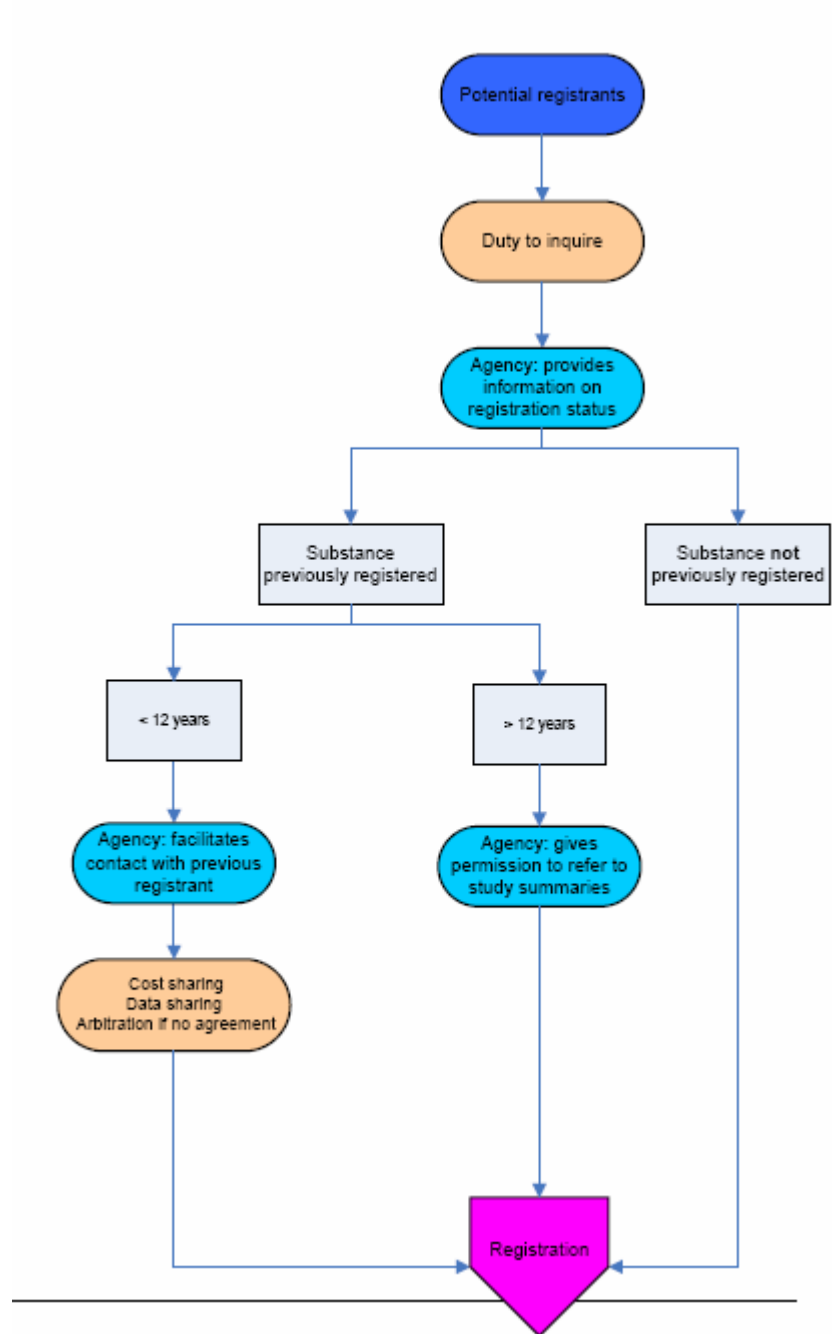 Potential registrants
Duty to inquire
Agency: provides
information on
registration status
Substance
previously registered
Substance not
previously registered
< 12 years
> 12 years
Agency: facilitates
contact with previous
registrant
Agency: gives
permission to refer to
study summaries
Cost sharing
Data sharing
Arbitration if no agreement
Registration